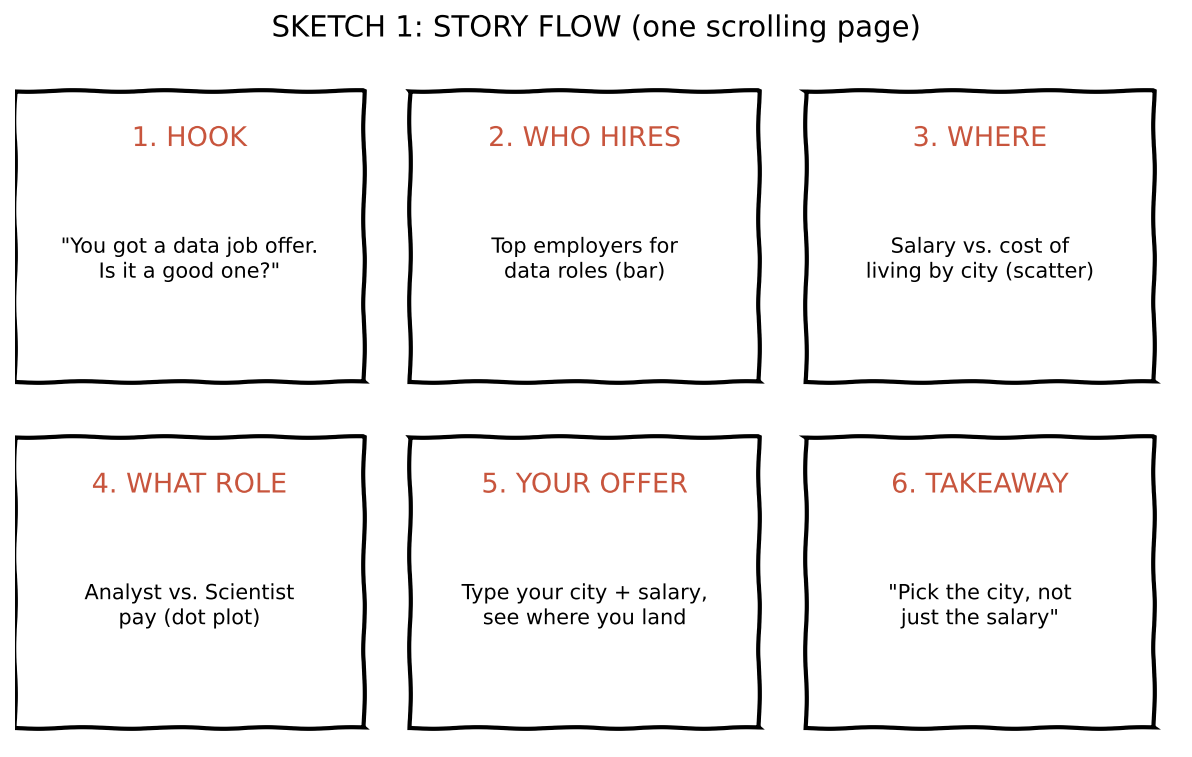 SKETCH 1: STORY FLOW (one scrolling page)
1. HOOK
"You got a data job offer.
Is it a good one?"
2. WHO HIRES
Top employers for
data roles (bar)
3. WHERE
Salary vs. cost of
living by city (scatter)
4. WHAT ROLE
Analyst vs. Scientist
pay (dot plot)
5. YOUR OFFER
Type your city + salary,
see where you land
6. TAKEAWAY
"Pick the city, not
just the salary"